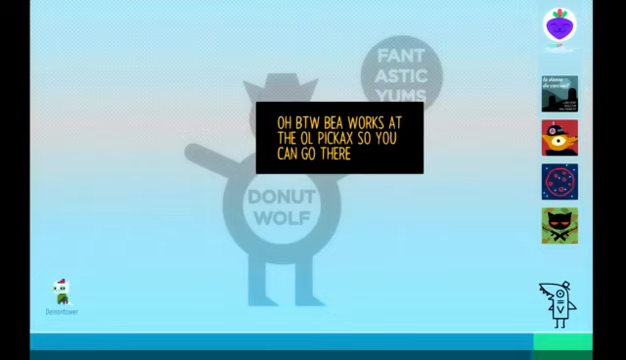 FANT
ASTIC
YUMS
OH BTW BEA WORKS AT
THE OL PICKAX SO YOU
CAN GO THERE
DONUT
WOLF
Demontower